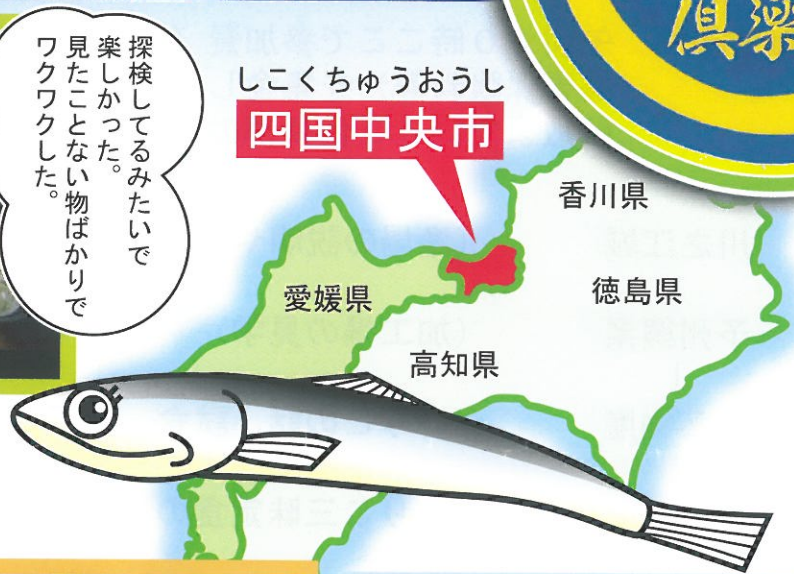 探検してるみたいで
楽しかった。
見たことない物ばかりで
ワクワクした。
しこくちゅうおうし
四国中央市
倶楽
香川県
愛媛県
徳島県
高知県